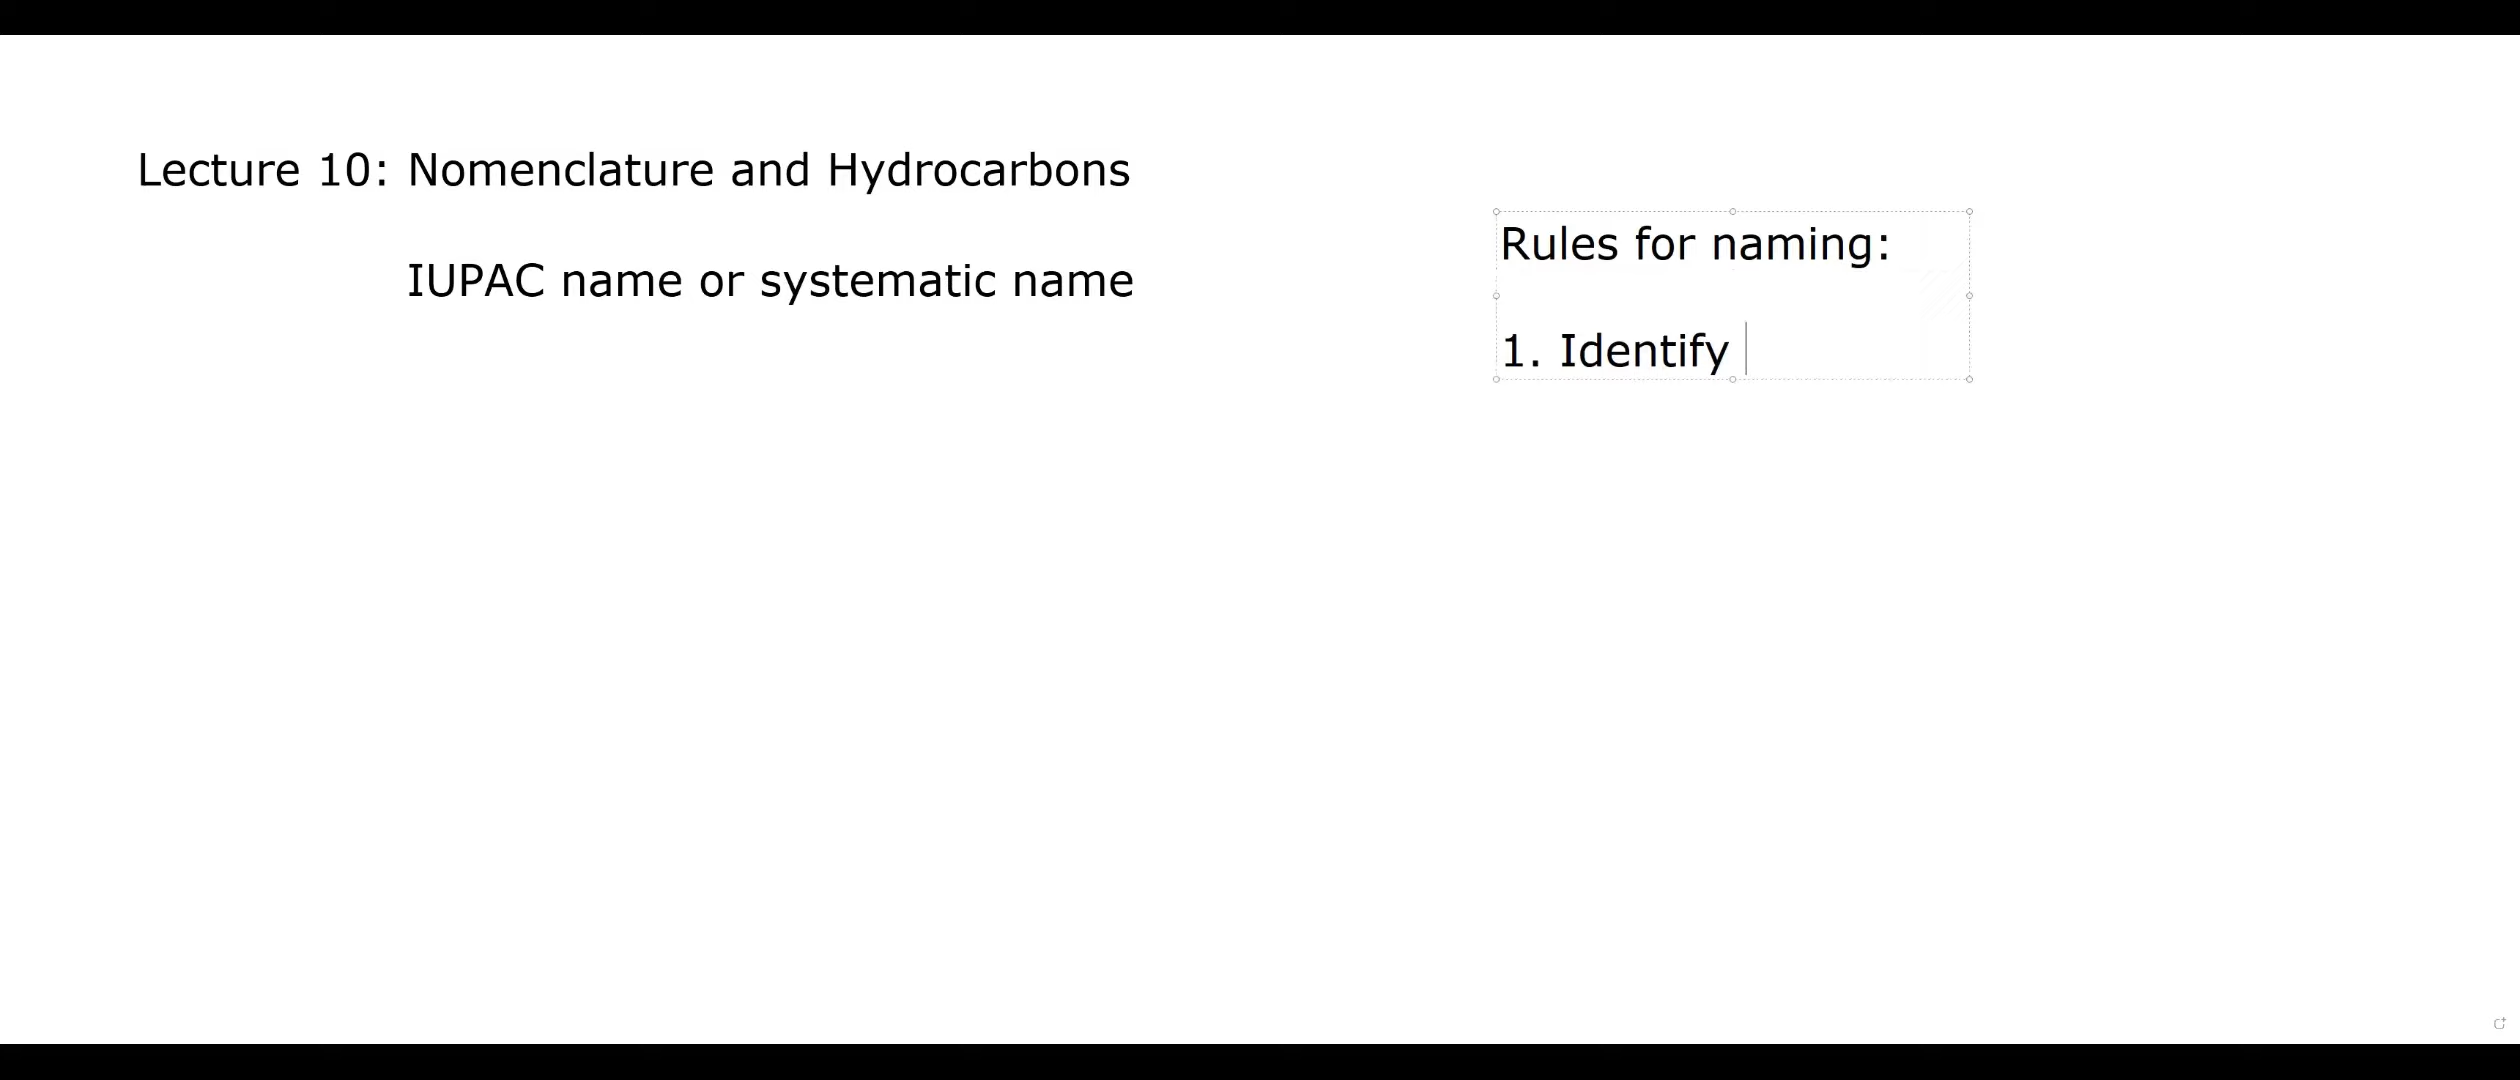 Lecture 10: Nomenclature and Hydrocarbons
IUPAC name or systematic name
Rules for naming:
1. Identify